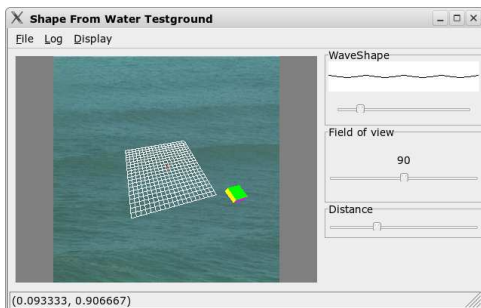 Shape From Water Testground
File Log Display
WaveShape
Field of view
90
Distance
(0.093333, 0.906667)